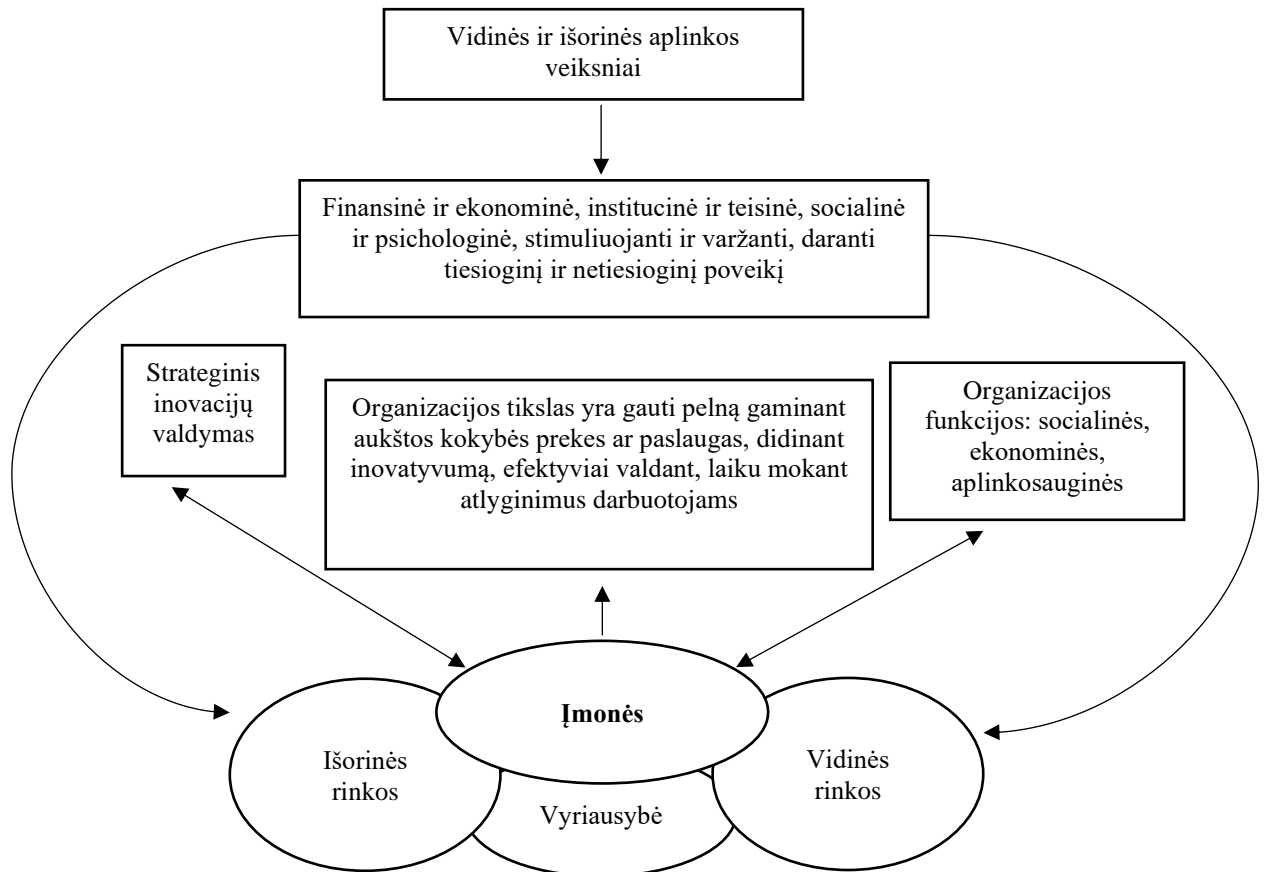 Vidinės ir išorinės aplinkos
veiksniai
Finansinė ir ekonominė, institucinė ir teisinė, socialinė
ir psichologinė, stimuliuojanti ir varžanti, daranti
tiesioginį ir netiesioginį poveikį
Strateginis
inovacijų
valdymas
Organizacijos tikslas yra gauti pelną gaminant
aukštos kokybės prekes ar paslaugas, didinant
inovatyvumą, efektyviai valdant, laiku mokant
atlyginimus darbuotojams
Organizacijos
funkcijos: socialinės,
ekonominės,
aplinkosauginės
Įmonės
Išorinės
rinkos
Vyriausybė
Vidinės
rinkos